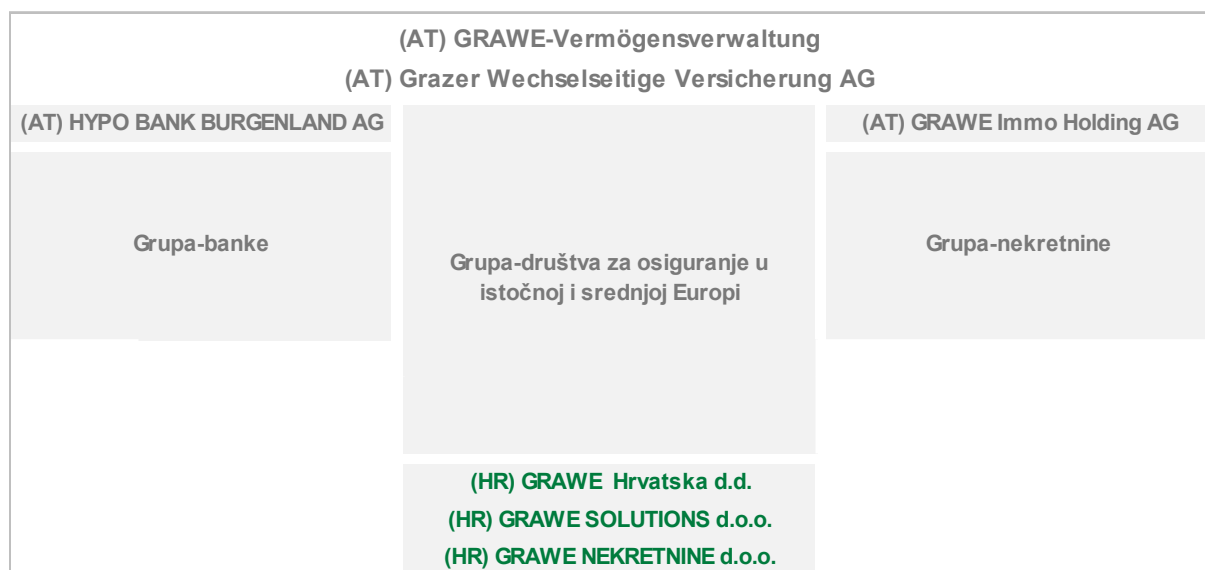 (AT) GRAWE-Vermögensverwaltung
(AT) Grazer Wechselseitige Versicherung AG
(AT) HYPO BANK BURGENLAND AG
(AT) GRAWE Immo Holding AG
Grupa-banke
Grupa-društva za osiguranje u
istočnoj i srednjoj Europi
Grupa-nekretnine
(HR) GRAWE Hrvatska d.d.
(HR) GRAWE SOLUTIONS d.o.o.
(HR) GRAWE NEKRETNINE d.o.o.